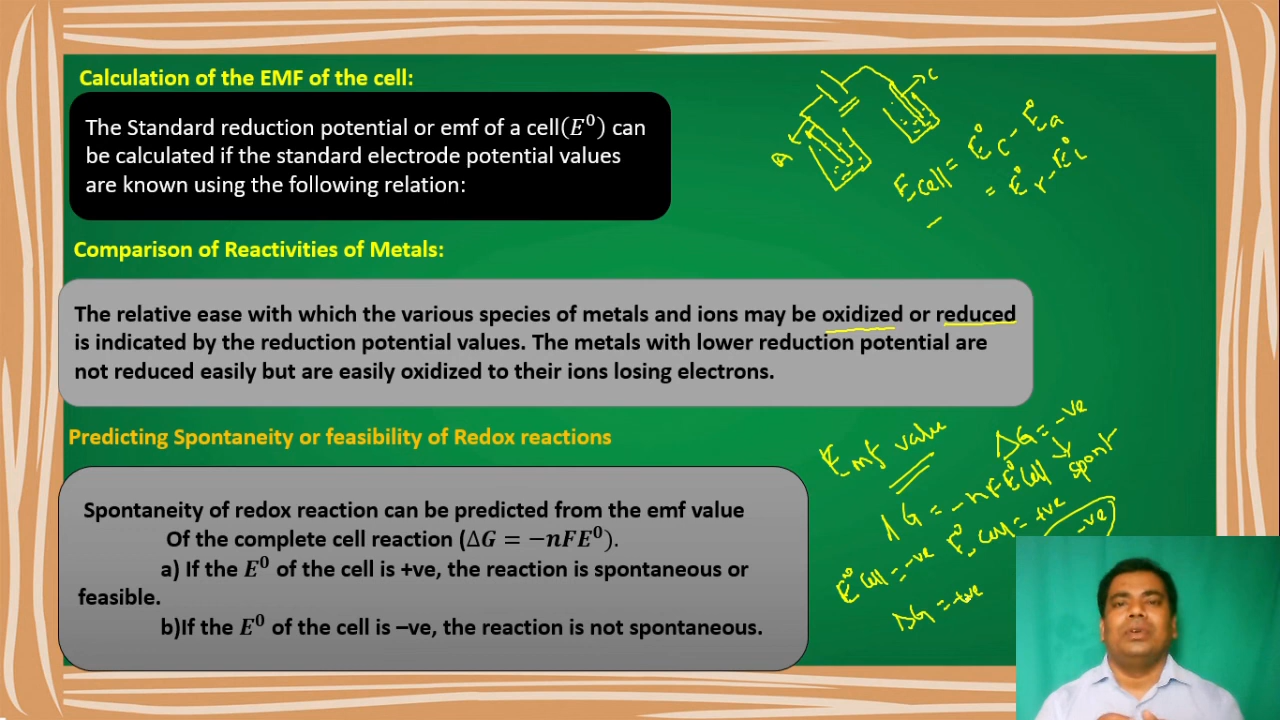 Calculation of the EMF of the cell:
The Standard reduction potential or emf of a cell(E⁰) can
be calculated if the standard electrode potential values
are known using the following relation:
A
C
E cell = E⁰c - E⁰a
= E⁰r - E⁰l
Comparison of Reactivities of Metals:
The relative ease with which the various species of metals and ions may be oxidized or reduced
is indicated by the reduction potential values. The metals with lower reduction potential are
not reduced easily but are easily oxidized to their ions losing electrons.
Predicting Spontaneity or feasibility of Redox reactions
Spontaneity of redox reaction can be predicted from the emf value
Of the complete cell reaction (ΔG = −nFE⁰).
a) If the E⁰ of the cell is +ve, the reaction is spontaneous or
feasible.
b)If the E⁰ of the cell is –ve, the reaction is not spontaneous.
Emf value
ΔG = -ve
↓
spont
ΔG = -nFE⁰cell
E⁰cell = +ve
-ve
E⁰cell = -ve
ΔG = +ve